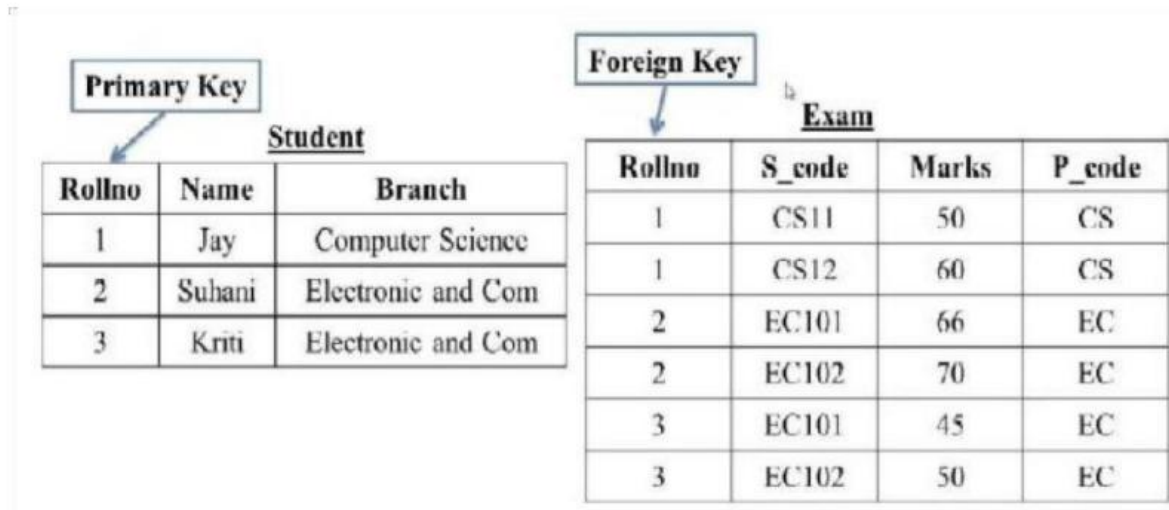 Primary Key
Student
Rollno Name Branch
1 Jay Computer Science
2 Suhani Electronic and Com
3 Kriti Electronic and Com
Foreign Key
Exam
Rollno S_code Marks P_code
1 CS11 50 CS
1 CS12 60 CS
2 EC101 66 EC
2 EC102 70 EC
3 EC101 45 EC
3 EC102 50 EC